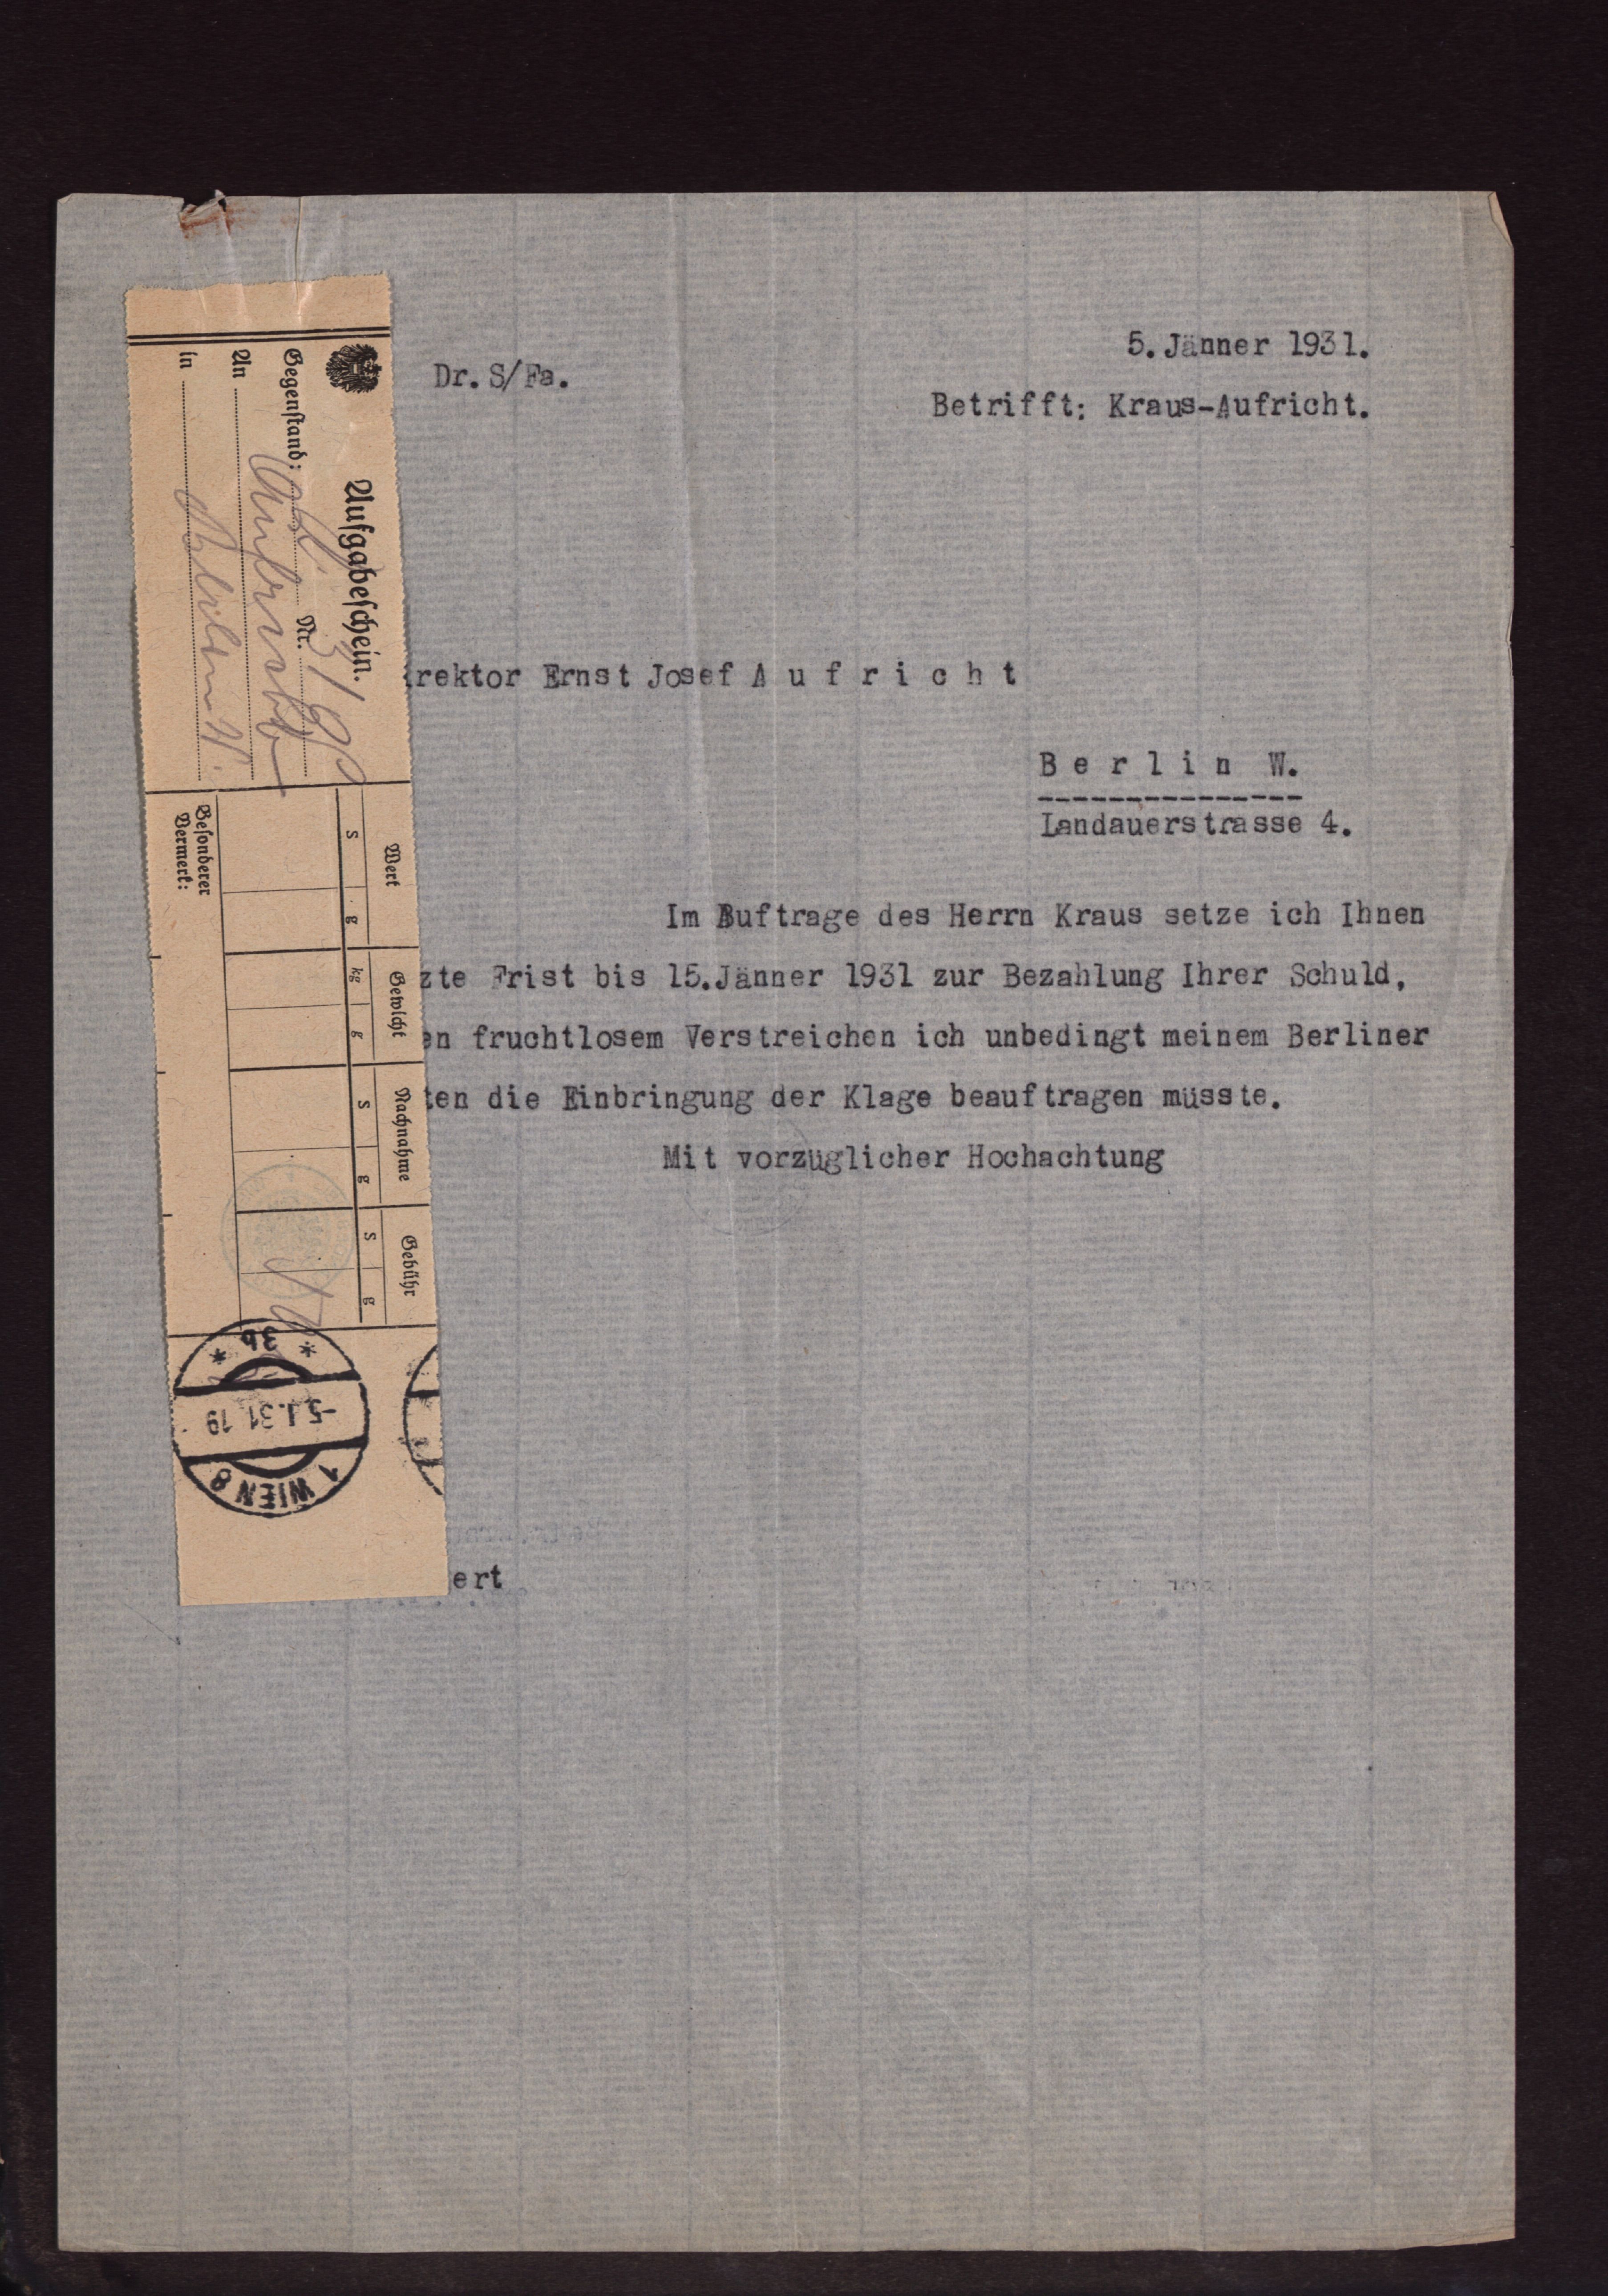 5.Jänner 1931.
Dr.S/Fa.
Betrifft: Kraus-Aufricht.
rektor Ernst Josef A u f r i c h t
B e r l i n W.
Landauerstrasse 4.
Im Auftrage des Herrn Kraus setze ich Ihnen
zte Frist bis 15.Jänner 1931 zur Bezahlung Ihrer Schuld,
en fruchtlosem Verstreichen ich unbedingt meinem Berliner
ten die Einbringung der Klage beauftragen müsste.
Mit vorzüglicher Hochachtung
ert
Aufgabeschein.
Gegenstand: Nr.
An
In Berlin W.
Wert
S g
Gewicht
kg g
Nachnahme
S g
Gebühr
S g
Besonderer
Vermerk:
* 3b *
-5.I.31 19
1 WIEN 8